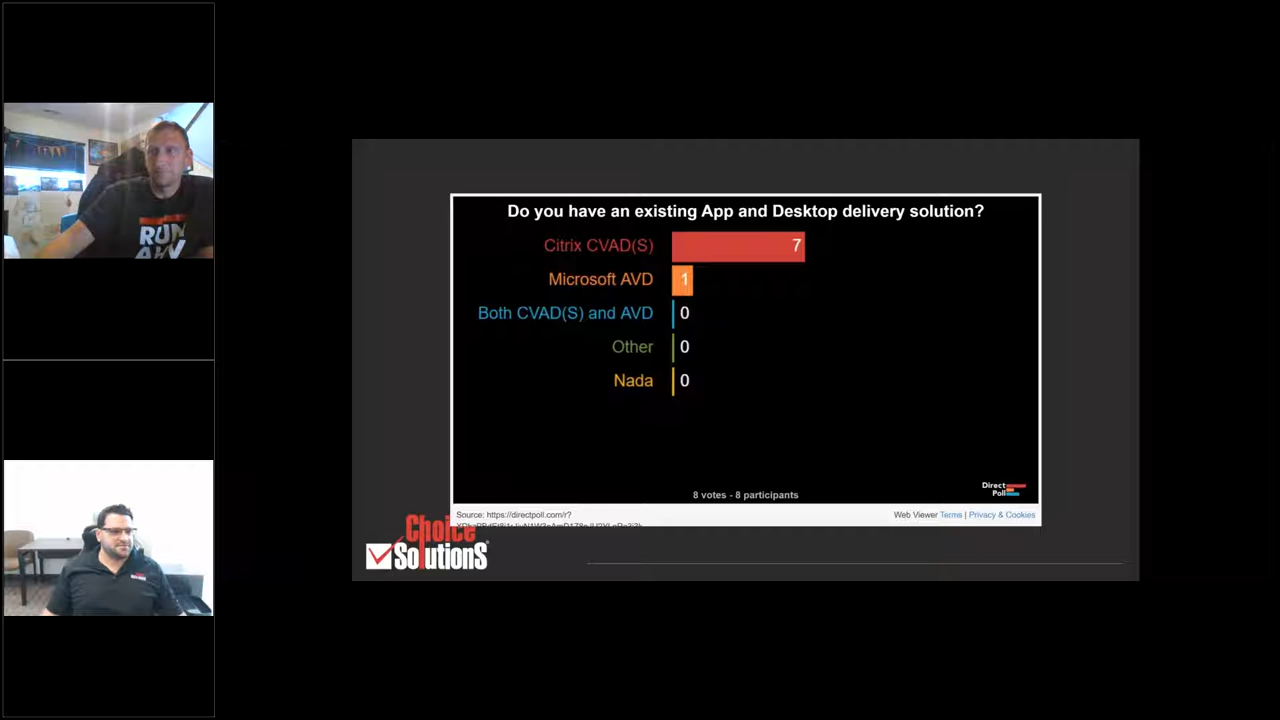 RUN
Do you have an existing App and Desktop delivery solution?
Citrix CVAD(S) 7
Microsoft AVD 1
Both CVAD(S) and AVD 0
Other 0
Nada 0
8 votes - 8 participants
Direct
Poll
Source: https://directpoll.com/r?
Web Viewer Terms | Privacy & Cookies
Choice
Solutions